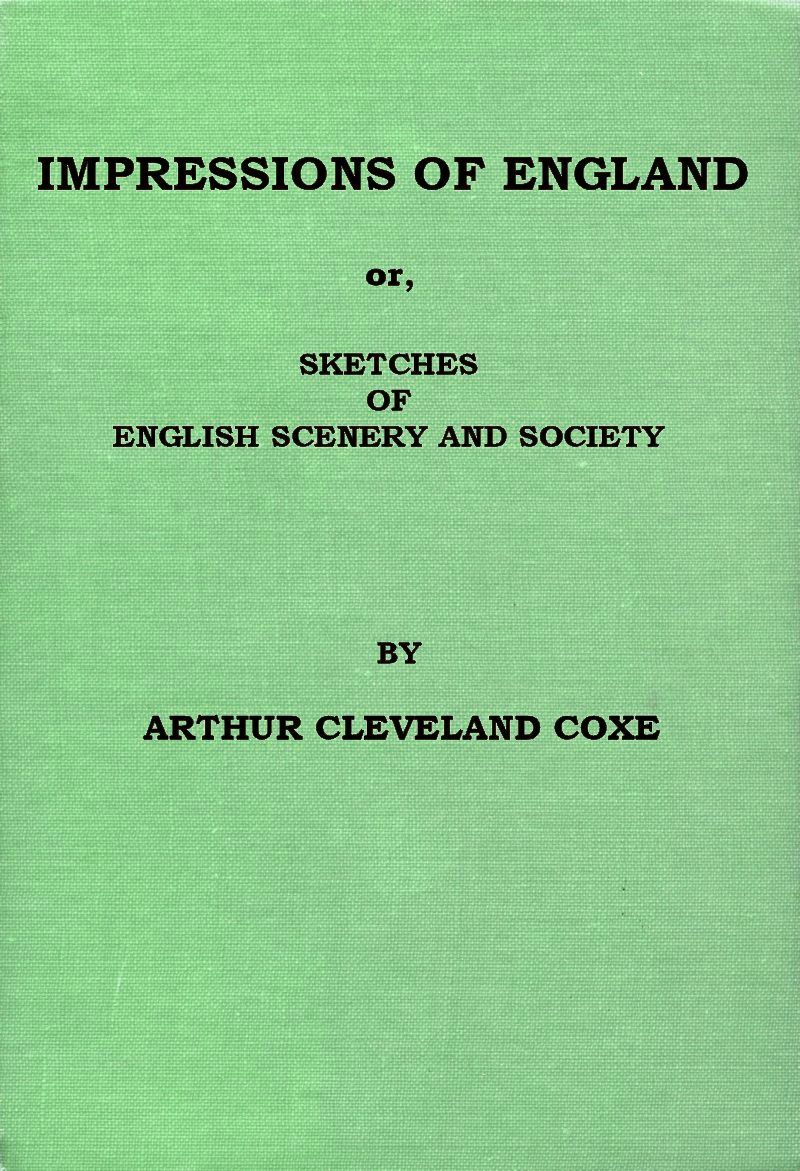 IMPRESSIONS OF ENGLAND
or,
SKETCHES
OF
ENGLISH SCENERY AND SOCIETY
BY
ARTHUR CLEVELAND COXE